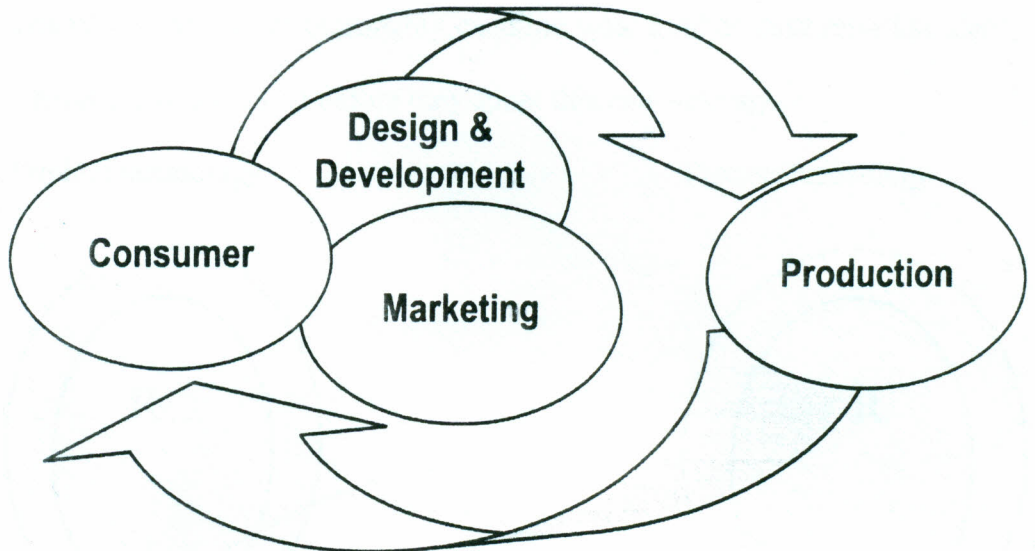 Design &
Development
Consumer
Marketing
Production